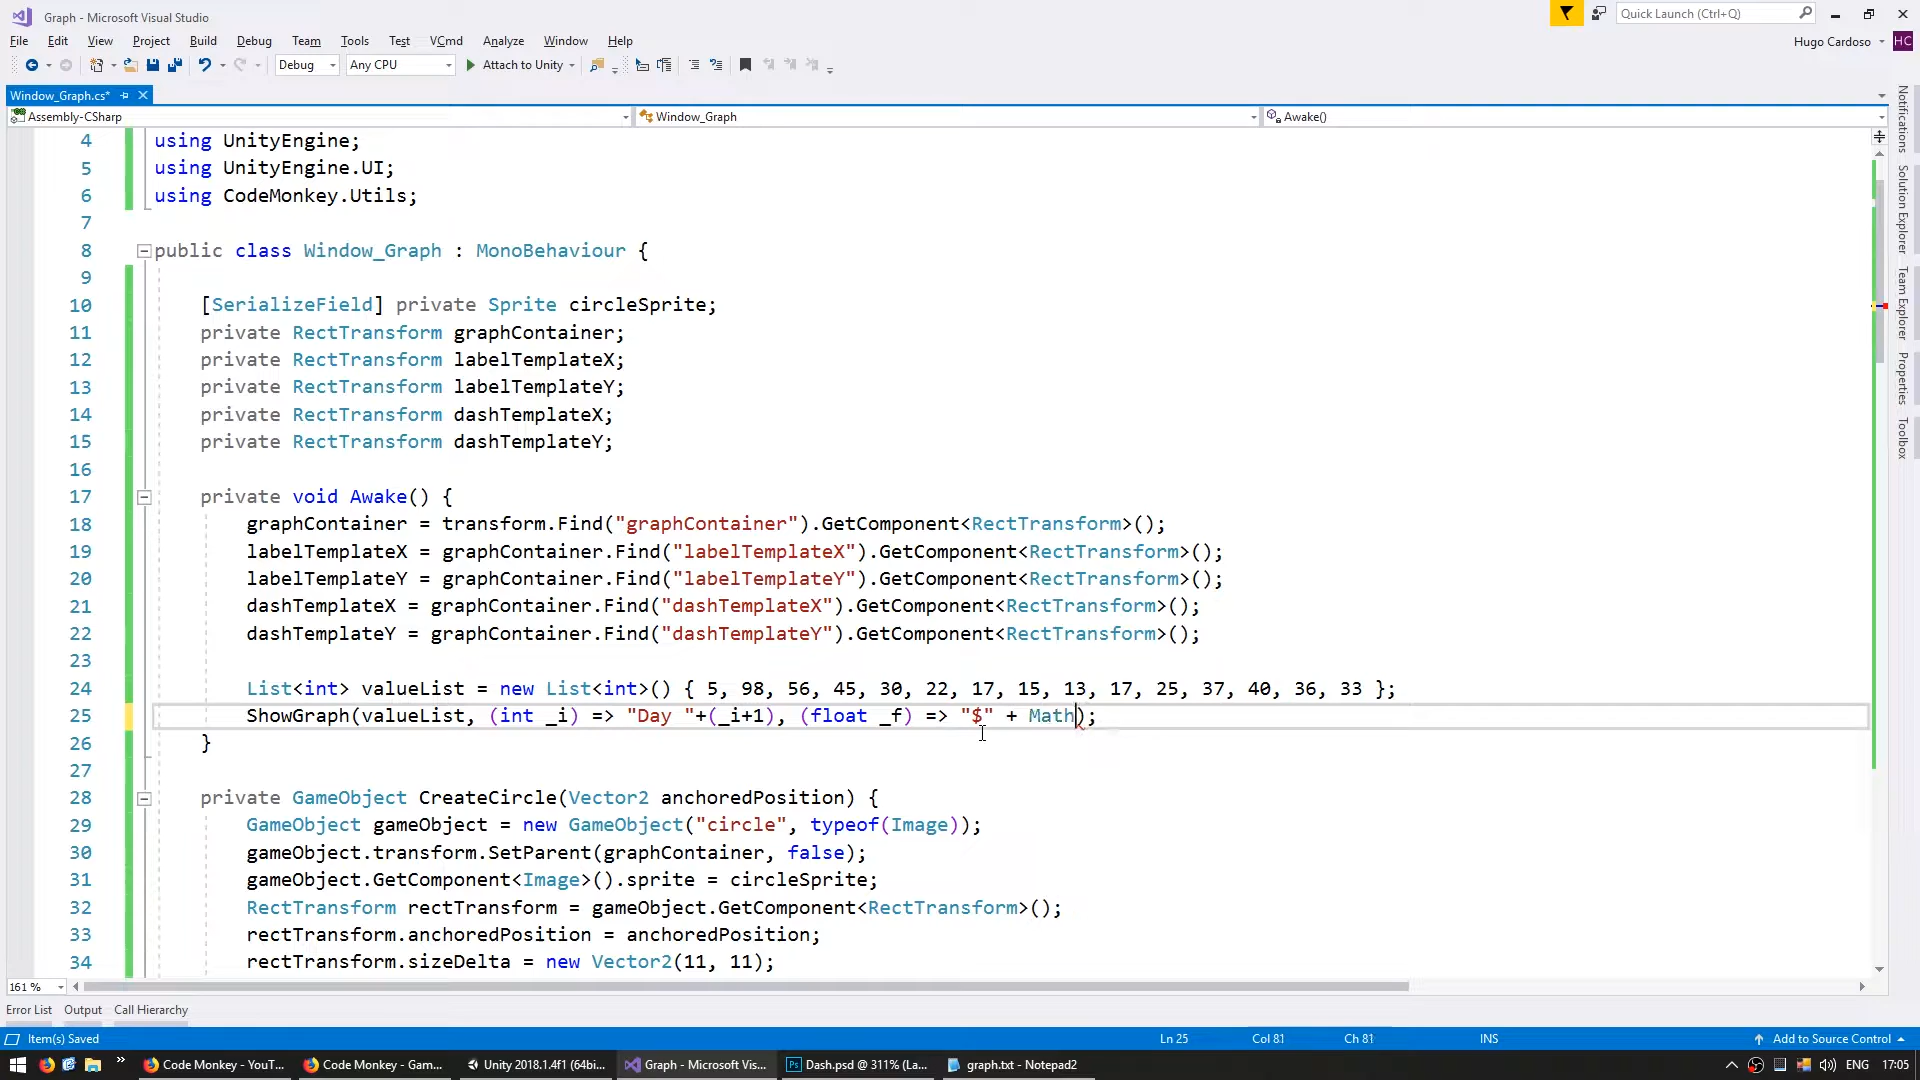 Graph - Microsoft Visual Studio
Quick Launch (Ctrl+Q)
File Edit View Project Build Debug Team Tools Test VCmd Analyze Window Help
Hugo Cardoso HC
Debug Any CPU Attach to Unity
Window_Graph.cs*
Assembly-CSharp Window_Graph Awake()
4 using UnityEngine;
5 using UnityEngine.UI;
6 using CodeMonkey.Utils;
7
8 public class Window_Graph : MonoBehaviour {
9
10 [SerializeField] private Sprite circleSprite;
11 private RectTransform graphContainer;
12 private RectTransform labelTemplateX;
13 private RectTransform labelTemplateY;
14 private RectTransform dashTemplateX;
15 private RectTransform dashTemplateY;
16
17 private void Awake() {
18 graphContainer = transform.Find("graphContainer").GetComponent<RectTransform>();
19 labelTemplateX = graphContainer.Find("labelTemplateX").GetComponent<RectTransform>();
20 labelTemplateY = graphContainer.Find("labelTemplateY").GetComponent<RectTransform>();
21 dashTemplateX = graphContainer.Find("dashTemplateX").GetComponent<RectTransform>();
22 dashTemplateY = graphContainer.Find("dashTemplateY").GetComponent<RectTransform>();
23
24 List<int> valueList = new List<int>() { 5, 98, 56, 45, 30, 22, 17, 15, 13, 17, 25, 37, 40, 36, 33 };
25 ShowGraph(valueList, (int _i) => "Day "+(_i+1), (float _f) => "$" + Math);
26 }
27
28 private GameObject CreateCircle(Vector2 anchoredPosition) {
29 GameObject gameObject = new GameObject("circle", typeof(Image));
30 gameObject.transform.SetParent(graphContainer, false);
31 gameObject.GetComponent<Image>().sprite = circleSprite;
32 RectTransform rectTransform = gameObject.GetComponent<RectTransform>();
33 rectTransform.anchoredPosition = anchoredPosition;
34 rectTransform.sizeDelta = new Vector2(11, 11);
Notifications
Solution Explorer
Team Explorer
Properties
Toolbox
161 %
Error List Output Call Hierarchy
Item(s) Saved Ln 25 Col 81 Ch 81 INS Add to Source Control
Code Monkey - YouT... Code Monkey - Gam... Unity 2018.1.4f1 (64bi... Graph - Microsoft Vis... Dash.psd @ 311% (La... graph.txt - Notepad2 ENG 17:05